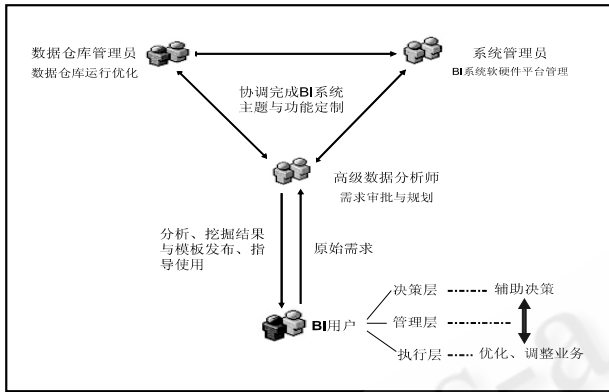 数据仓库管理员
数据仓库运行优化
系统管理员
BI系统软硬件平台管理
协调完成BI系统
主题与功能定制
高级数据分析师
需求审批与规划
分析、挖掘结果
与模板发布、指
导使用
原始需求
BI用户
决策层
辅助决策
管理层
执行层
优化、调整业务